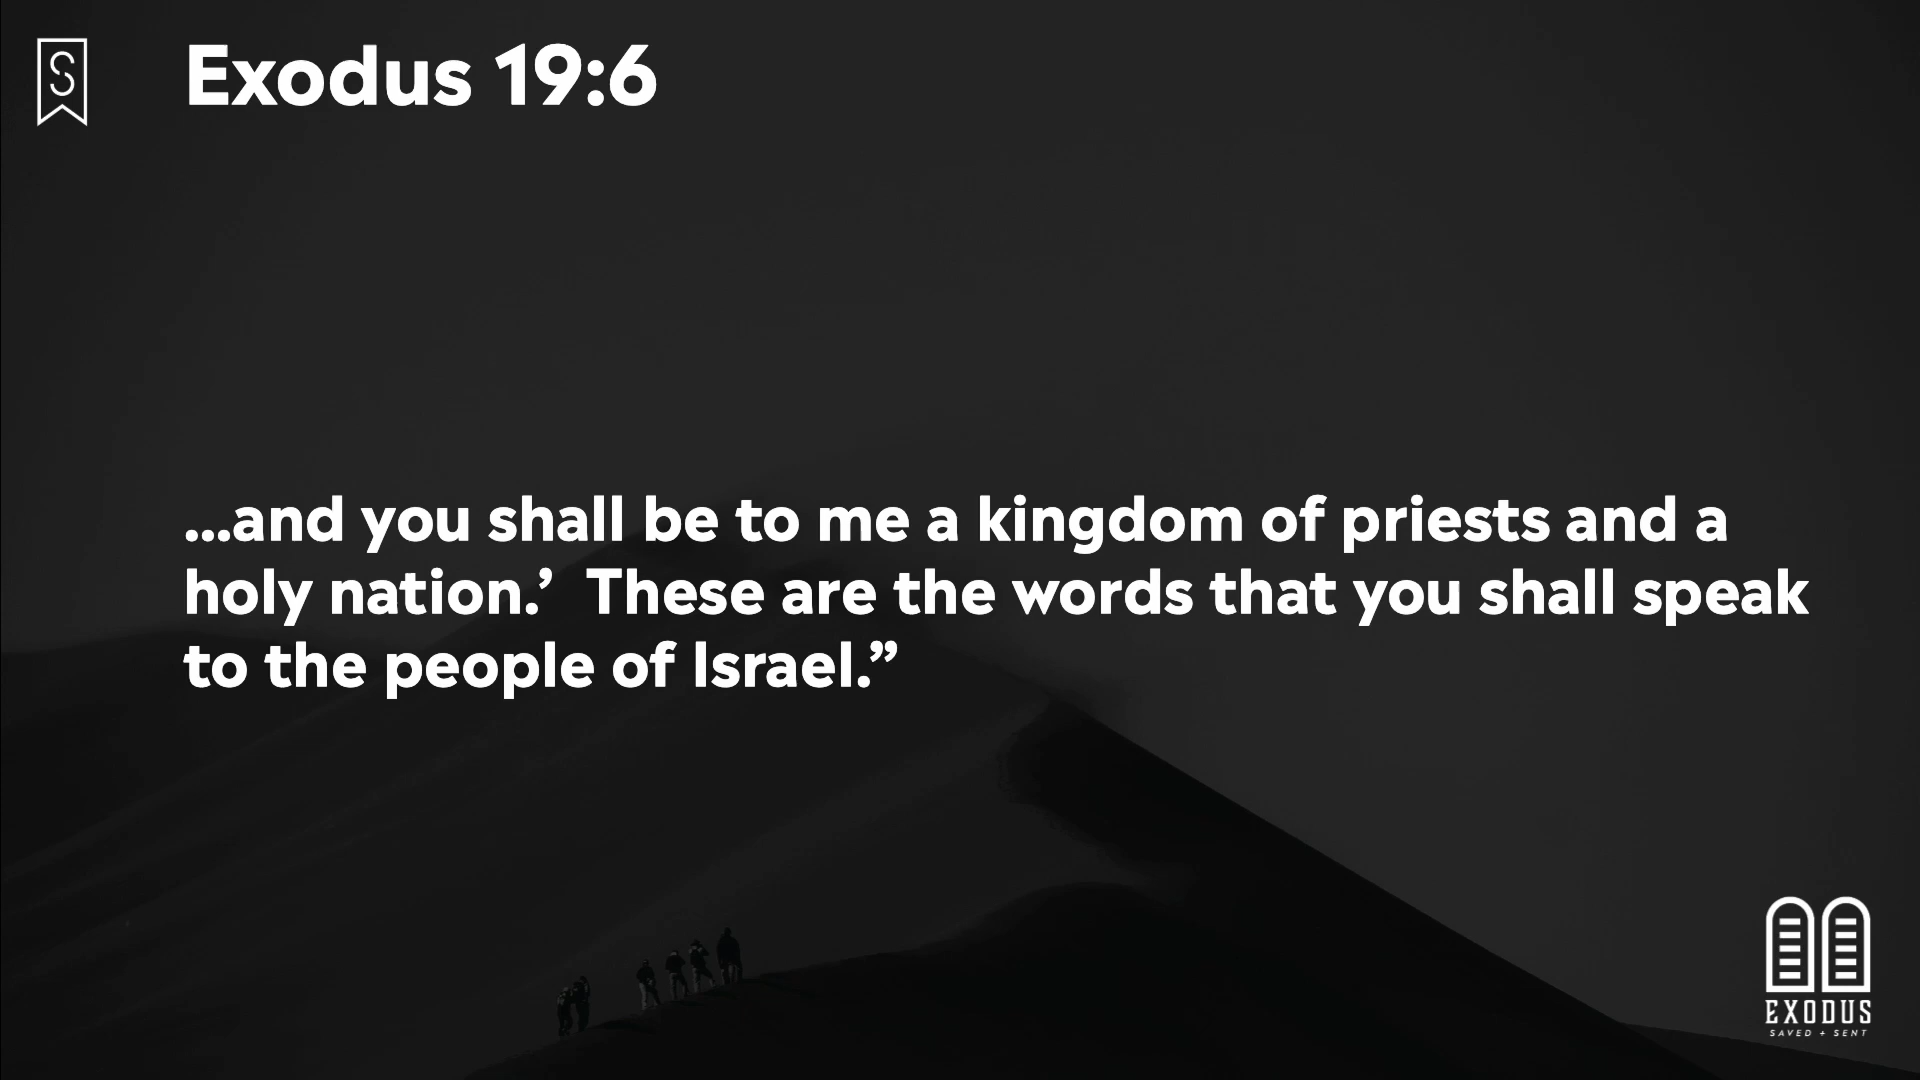 S
Exodus 19:6
...and you shall be to me a kingdom of priests and a
holy nation.’  These are the words that you shall speak
to the people of Israel.”
EXODUS
SAVED + SENT